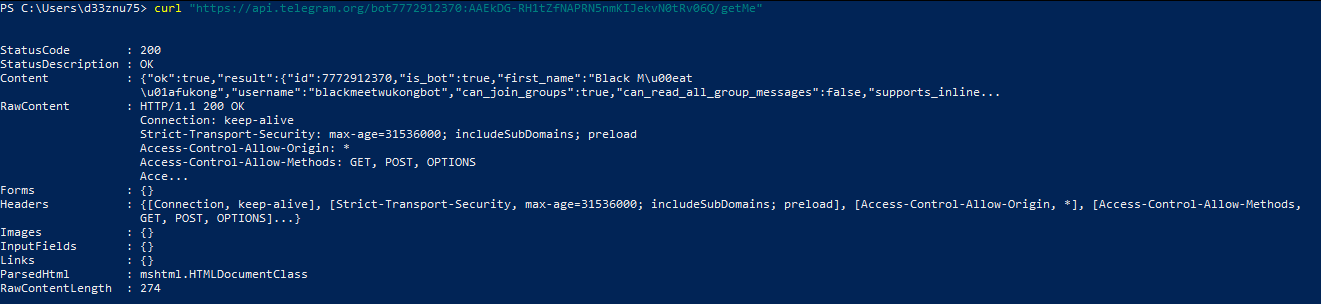 PS C:\Users\d33znu75> curl "https://api.telegram.org/bot7772912370:AAEkDG-RH1tZfNAPRN5nmKIJekvN0tRv06Q/getMe"
StatusCode : 200
StatusDescription : OK
Content : {"ok":true,"result":{"id":7772912370,"is_bot":true,"first_name":"Black M\u00eat
\u01afukong","username":"blackmeetwukongbot","can_join_groups":true,"can_read_all_group_messages":false,"supports_inline...
RawContent : HTTP/1.1 200 OK
Connection: keep-alive
Strict-Transport-Security: max-age=31536000; includeSubDomains; preload
Access-Control-Allow-Origin: *
Access-Control-Allow-Methods: GET, POST, OPTIONS
Acce...
Forms : {}
Headers : {[Connection, keep-alive], [Strict-Transport-Security, max-age=31536000; includeSubDomains; preload], [Access-Control-Allow-Origin, *], [Access-Control-Allow-Methods,
GET, POST, OPTIONS]...}
Images : {}
InputFields : {}
Links : {}
ParsedHtml : mshtml.HTMLDocumentClass
RawContentLength : 274